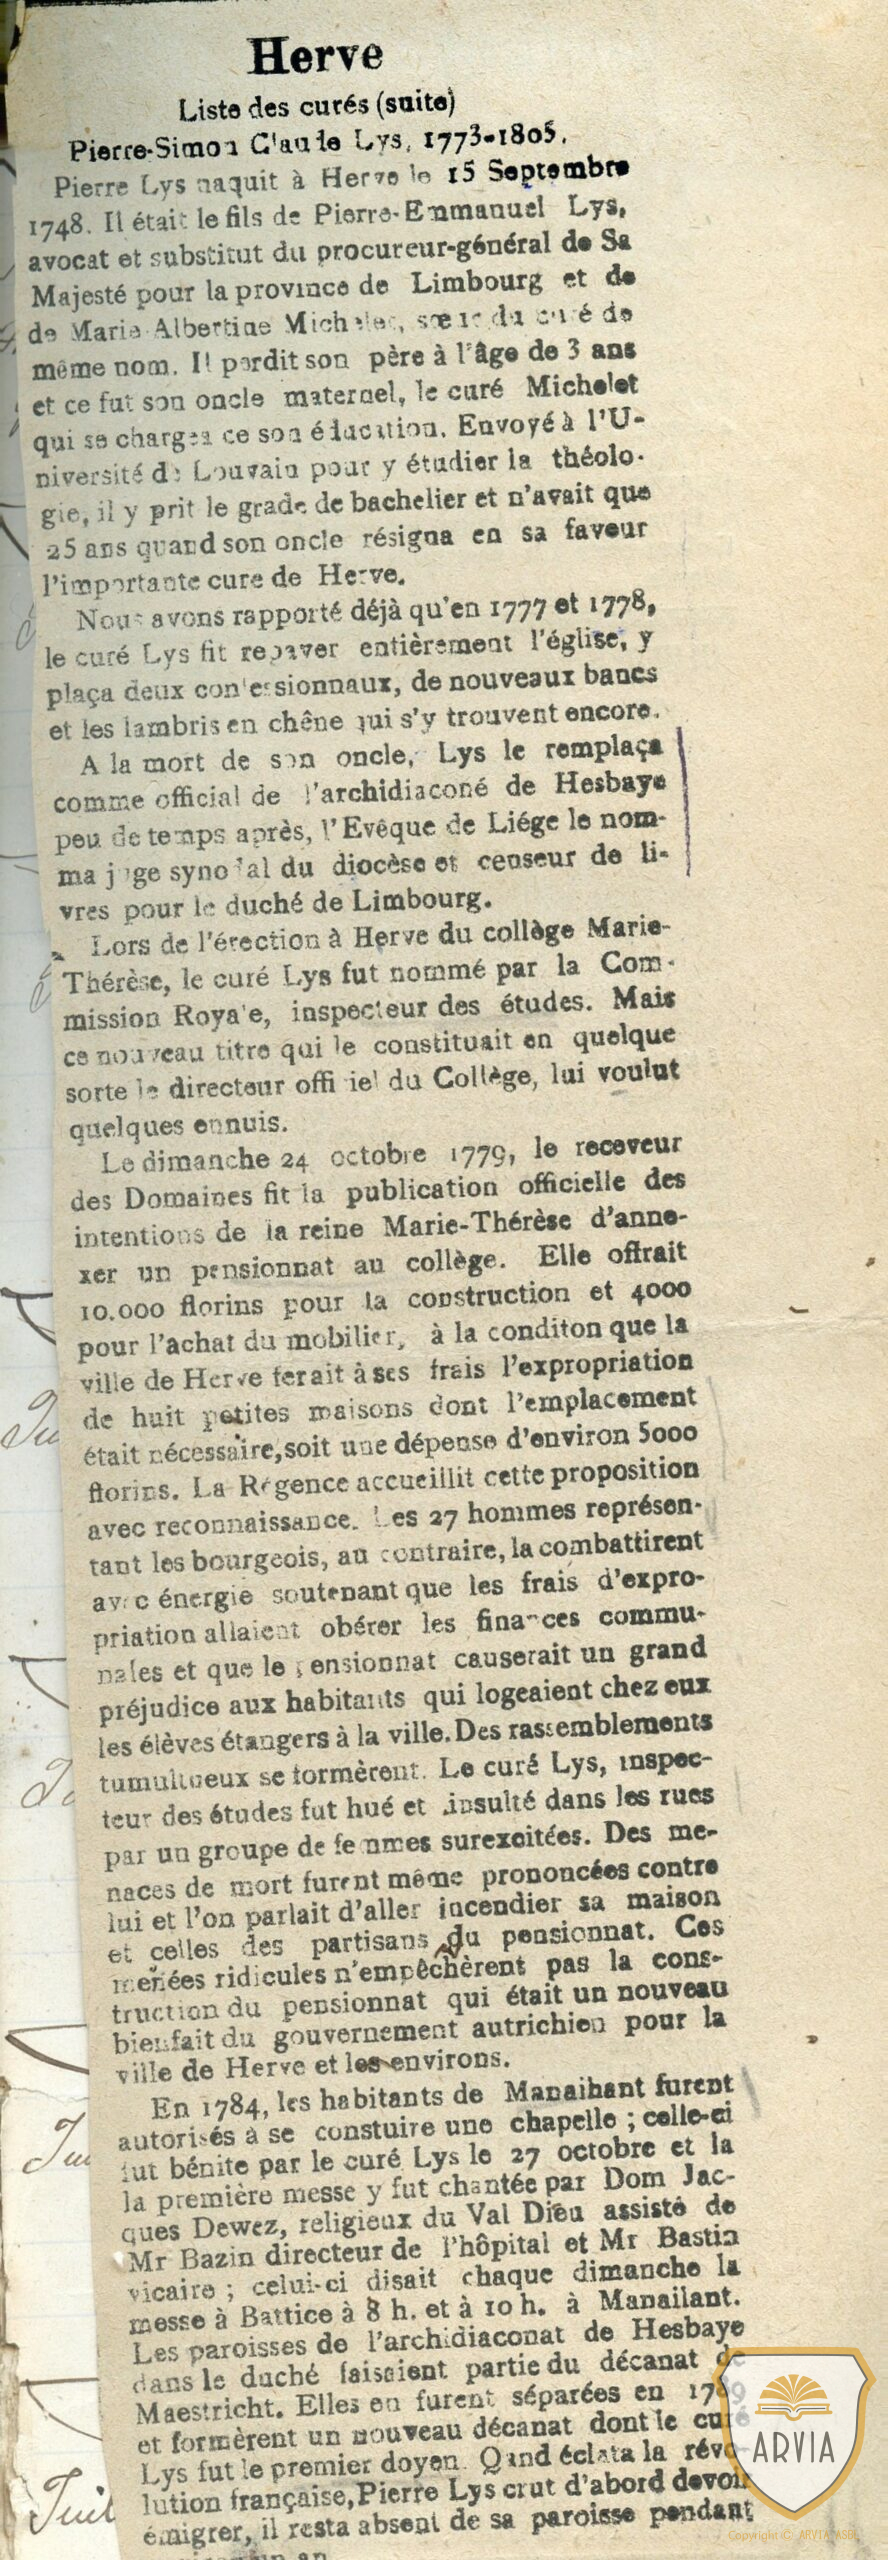 Herve
Liste des curés (suite)
Pierre-Simon Claude Lys, 1773-1805.
Pierre Lys naquit à Herve le 15 Septembre
1748. Il était le fils de Pierre-Emmanuel Lys,
avocat et substitut du procureur-général de Sa
Majesté pour la province de Limbourg et de
de Marie Albertine Michelet, sœur du curé de
même nom. Il perdit son père à l'âge de 3 ans
et ce fut son oncle maternel, le curé Michelet
qui se chargea ce son éducation. Envoyé à l'U-
niversité de Louvain pour y étudier la théolo-
gie, il y prit le grade de bachelier et n'avait que
25 ans quand son oncle résigna en sa faveur
l'importante cure de Herve.
Nous avons rapporté déjà qu'en 1777 et 1778,
le curé Lys fit repaver entièrement l'église, y
plaça deux confessionnaux, de nouveaux bancs
et les lambris en chêne qui s'y trouvent encore.
A la mort de son oncle, Lys le remplaça
comme official de l'archidiaconé de Hesbaye
peu de temps après, l'Evêque de Liége le nom-
ma juge synodal du diocèse et censeur de li-
vres pour le duché de Limbourg.
Lors de l'érection à Herve du collège Marie-
Thérèse, le curé Lys fut nommé par la Com-
mission Royale, inspecteur des études. Mais
ce nouveau titre qui le constituait en quelque
sorte le directeur officiel du Collège, lui voulut
quelques ennuis.
Le dimanche 24 octobre 1779, le receveur
des Domaines fit la publication officielle des
intentions de la reine Marie-Thérèse d'anne-
xer un pensionnat au collège. Elle offrait
10.000 florins pour la construction et 4000
pour l'achat du mobilier, à la conditon que la
ville de Herve ferait à ses frais l'expropriation
de huit petites maisons dont l'emplacement
était nécessaire, soit une dépense d'environ 5000
florins. La Régence accueillit cette proposition
avec reconnaissance. Les 27 hommes représen-
tant les bourgeois, au contraire, la combattirent
avec énergie soutenant que les frais d'expro-
priation allaient obérer les finances commu-
nales et que le pensionnat causerait un grand
préjudice aux habitants qui logeaient chez eux
les élèves étangers à la ville. Des rassemblements
tumultueux se formèrent. Le curé Lys, inspec-
teur des études fut hué et insulté dans les rues
par un groupe de femmes surexcitées. Des me-
naces de mort furent même prononcées contre
lui et l'on parlait d'aller incendier sa maison
et celles des partisans du pensionnat. Ces
menées ridicules n'empêchèrent pas la cons-
truction du pensionnat qui était un nouveau
bienfait du gouvernement autrichien pour la
ville de Herve et les environs.
En 1784, les habitants de Manaihant furent
autorisés à se constuire une chapelle ; celle-ci
fut bénite par le curé Lys le 27 octobre et la
la première messe y fut chantée par Dom Jac-
ques Dewez, religieux du Val Dieu assisté de
Mr Bazin directeur de l'hôpital et Mr Bastin
vicaire ; celui-ci disait chaque dimanche la
messe à Battice à 8 h. et à 10 h. à Manailant.
Les paroisses de l'archidiaconat de Hesbaye
dans le duché faisaient partie du décanat de
Maestricht. Elles en furent séparées en 1789
et formèrent un nouveau décanat dont le curé
Lys fut le premier doyen. Qand éclata la révo-
lution française, Pierre Lys crut d'abord devoir
émigrer, il resta absent de sa paroisse pendant
un an
Juil
ARVIA
Copyright © ARVIA ASBL